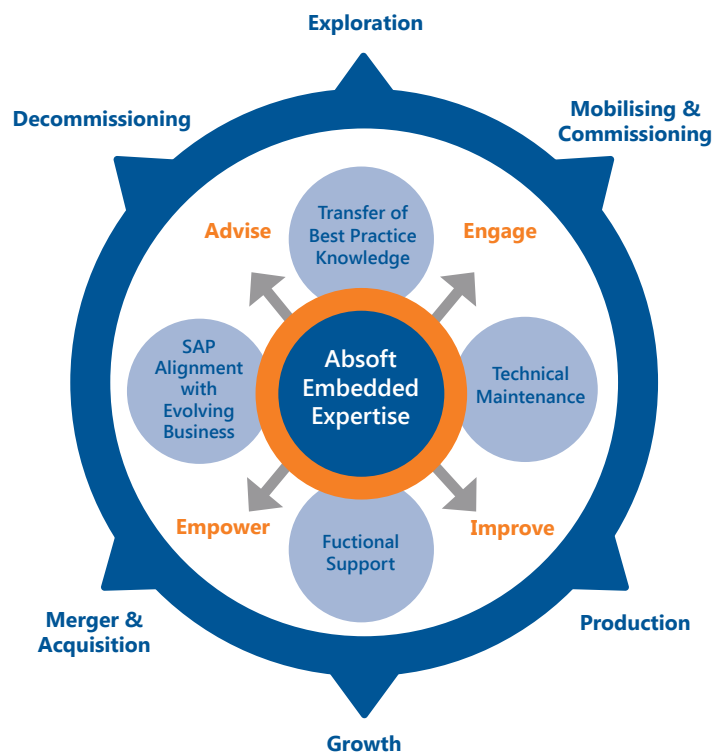 Exploration
Decommissioning
Mobilising &
Commissioning
Advise
Transfer of
Best Practice
Knowledge
Engage
SAP
Alignment
with
Evolving
Business
Absoft
Embedded
Expertise
Technical
Maintenance
Empower
Fuctional
Support
Improve
Merger &
Acquisition
Production
Growth